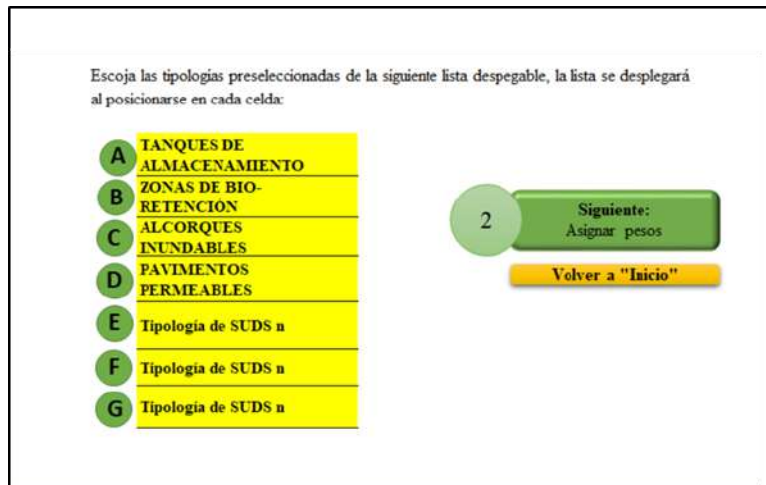 Escoja las tipologías preseleccionadas de la siguiente lista despegable, la lista se desplegará
al posicionarse en cada celda:
A TANQUES DE
ALMACENAMIENTO
B ZONAS DE BIO-
RETENCIÓN
C ALCORQUES
INUNDABLES
D PAVIMENTOS
PERMEABLES
E Tipología de SUDS n
F Tipología de SUDS n
G Tipología de SUDS n
2 Siguiente:
Asignar pesos
Volver a "Inicio"